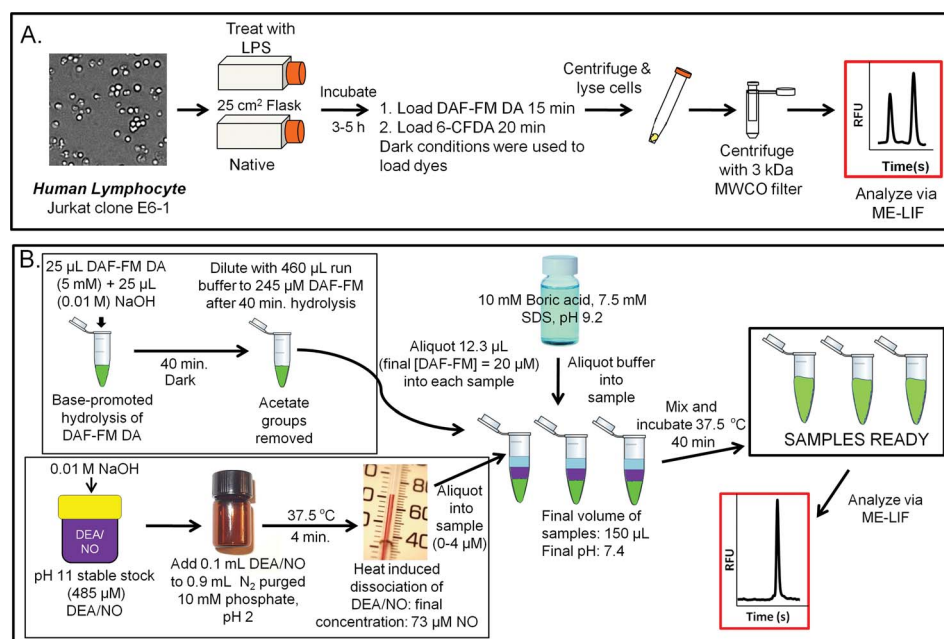 A.
Treat with
LPS
25 cm² Flask
Native
Human Lymphocyte
Jurkat clone E6-1
Incubate
3-5 h
1. Load DAF-FM DA 15 min
2. Load 6-CFDA 20 min
Dark conditions were used to
load dyes
Centrifuge &
lyse cells
Centrifuge
with 3 kDa
MWCO filter
RFU
Time(s)
Analyze via
ME-LIF
B.
25 µL DAF-FM DA
(5 mM) + 25 µL
(0.01 M) NaOH
40 min.
Dark
Base-promoted
hydrolysis of
DAF-FM DA
Dilute with 460 µL run
buffer to 245 µM DAF-FM
after 40 min. hydrolysis
Acetate
groups
removed
10 mM Boric acid, 7.5 mM
SDS, pH 9.2
Aliquot 12.3 µL
(final [DAF-FM] = 20 µM)
into each sample
Aliquot buffer
into
sample
Mix and
incubate 37.5 °C
40 min
SAMPLES READY
0.01 M NaOH
DEA/
NO
pH 11 stable stock
(485 µM)
DEA/NO
Add 0.1 mL DEA/NO
to 0.9 mL N₂ purged
10 mM phosphate,
pH 2
37.5 °C
4 min.
80
60
40
Heat induced
dissociation of
DEA/NO: final
concentration: 73 µM NO
Aliquot
into
sample
(0-4 µM)
Final volume of
samples: 150 µL
Final pH: 7.4
Analyze via
ME-LIF
RFU
Time (s)